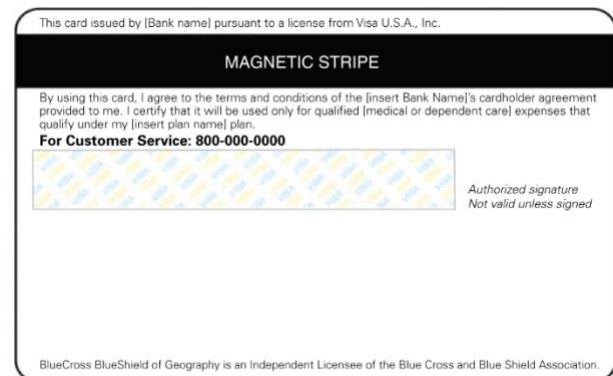 This card issued by [Bank name] pursuant to a license from Visa U.S.A., Inc.
MAGNETIC STRIPE
By using this card, I agree to the terms and conditions of the [insert Bank Name]'s cardholder agreement
provided to me. I certify that it will be used only for qualified [medical or dependent care] expenses that
qualify under my [insert plan name] plan.
For Customer Service: 800-000-0000
Authorized signature
Not valid unless signed
BlueCross BlueShield of Geography is an Independent Licensee of the Blue Cross and Blue Shield Association.